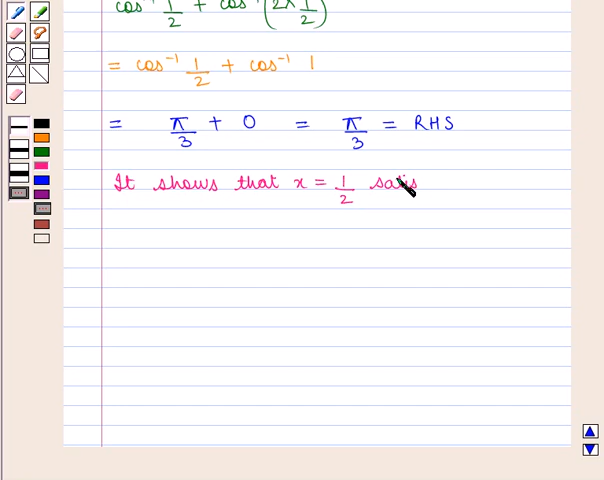 cos⁻¹ 1/2 + cos⁻¹ (2 × 1/2)
= cos⁻¹ 1/2 + cos⁻¹ 1
= π/3 + 0 = π/3 = RHS
It shows that x = 1/2 satis